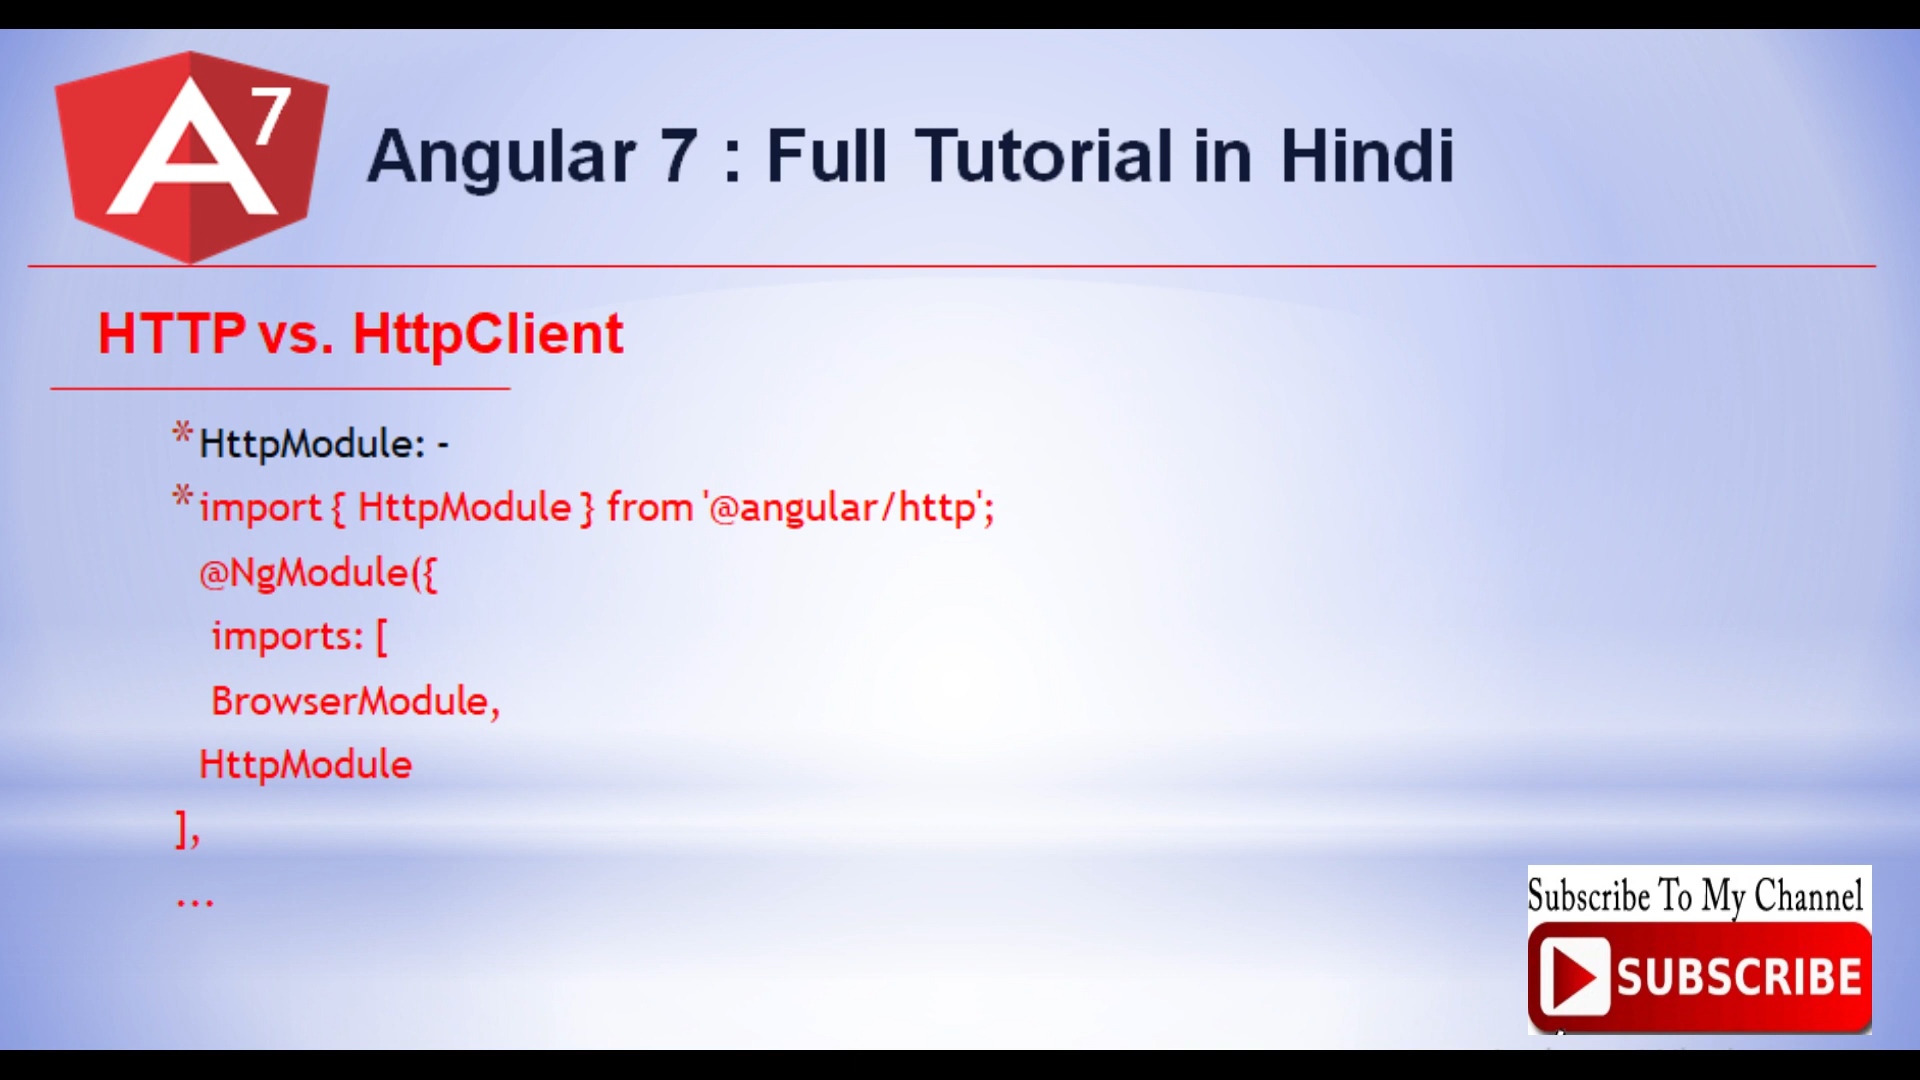 A7
Angular 7 : Full Tutorial in Hindi
HTTP vs. HttpClient
* HttpModule: -
* import { HttpModule } from '@angular/http';
@NgModule({
imports: [
BrowserModule,
HttpModule
],
...
Subscribe To My Channel
SUBSCRIBE